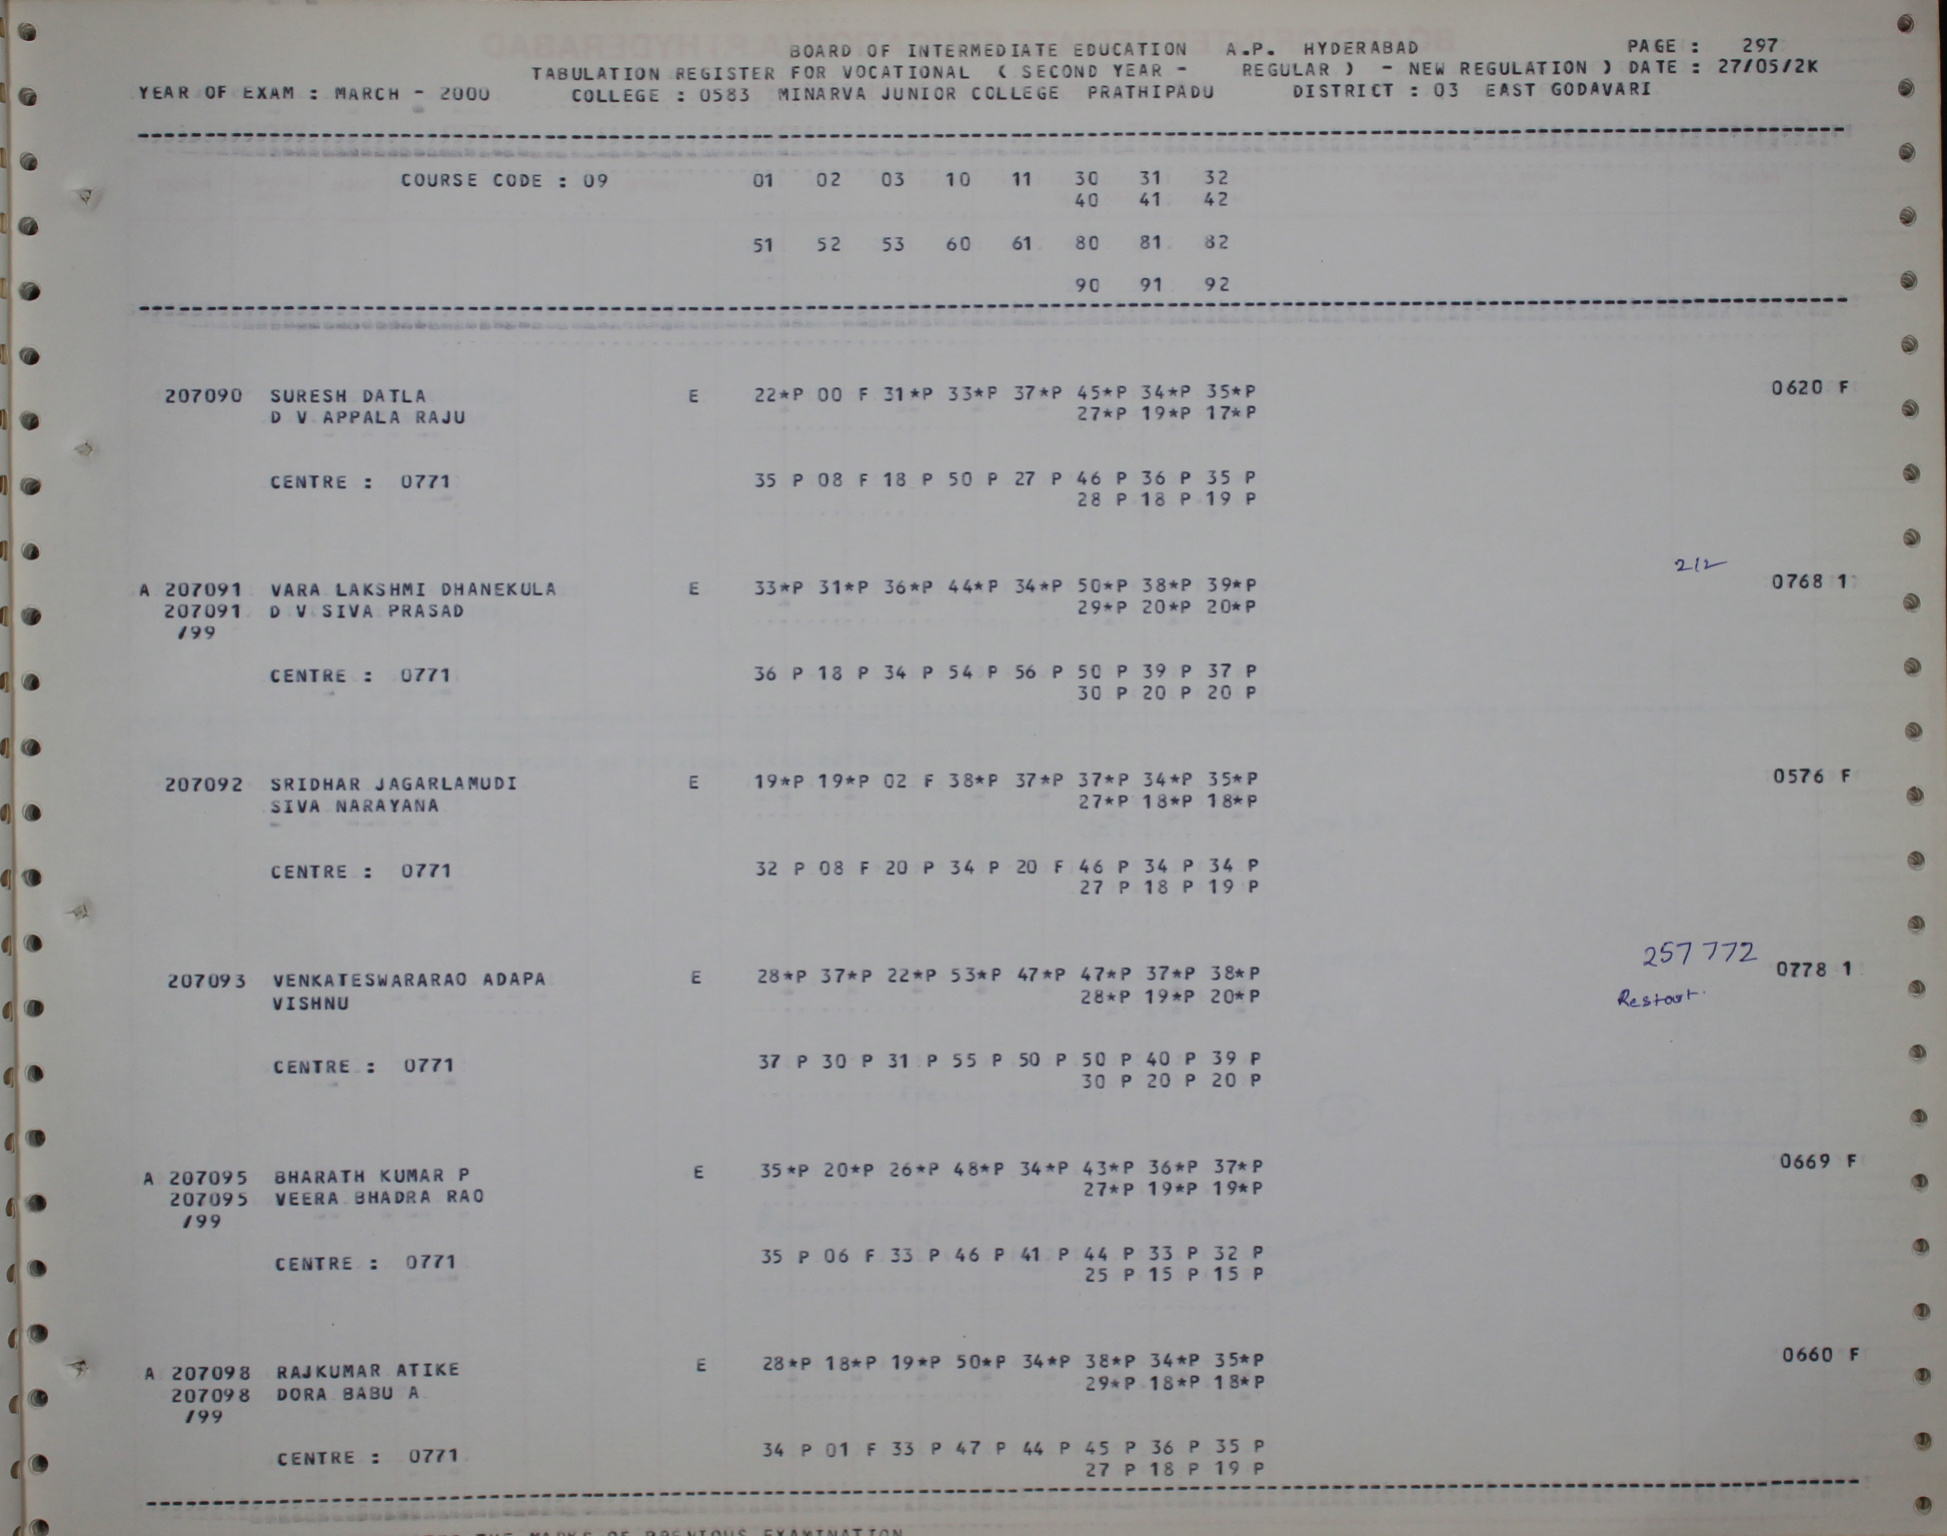 BOARD OF INTERMEDIATE EDUCATION A.P. HYDERABAD PAGE : 297
TABULATION REGISTER FOR VOCATIONAL ( SECOND YEAR - REGULAR ) - NEW REGULATION ) DATE : 27/05/2K
YEAR OF EXAM : MARCH - 2000 COLLEGE : 0583 MINARVA JUNIOR COLLEGE PRATHIPADU DISTRICT : 03 EAST GODAVARI
COURSE CODE : 09 01 02 03 10 11 30 31 32
40 41 42
51 52 53 60 61 80 81 82
90 91 92
207090 SURESH DATLA E 22*P 00 F 31*P 33*P 37*P 45*P 34*P 35*P 0620 F
D V APPALA RAJU 27*P 19*P 17*P
CENTRE : 0771 35 P 08 F 18 P 50 P 27 P 46 P 36 P 35 P
28 P 18 P 19 P
212
A 207091 VARA LAKSHMI DHANEKULA E 33*P 31*P 36*P 44*P 34*P 50*P 38*P 39*P 0768 1
207091 D V SIVA PRASAD 29*P 20*P 20*P
/99
CENTRE : 0771 36 P 18 P 34 P 54 P 56 P 50 P 39 P 37 P
30 P 20 P 20 P
207092 SRIDHAR JAGARLAMUDI E 19*P 19*P 02 F 38*P 37*P 37*P 34*P 35*P 0576 F
SIVA NARAYANA 27*P 18*P 18*P
CENTRE : 0771 32 P 08 F 20 P 34 P 20 F 46 P 34 P 34 P
27 P 18 P 19 P
257772
207093 VENKATESWARARAO ADAPA E 28*P 37*P 22*P 53*P 47*P 47*P 37*P 38*P 0778 1
VISHNU 28*P 19*P 20*P
CENTRE : 0771 37 P 30 P 31 P 55 P 50 P 50 P 40 P 39 P
30 P 20 P 20 P
A 207095 BHARATH KUMAR P E 35*P 20*P 26*P 48*P 34*P 43*P 36*P 37*P 0669 F
207095 VEERA BHADRA RAO 27*P 19*P 19*P
/99
CENTRE : 0771 35 P 06 F 33 P 46 P 41 P 44 P 33 P 32 P
25 P 15 P 15 P
A 207098 RAJKUMAR ATIKE E 28*P 18*P 19*P 50*P 34*P 38*P 34*P 35*P 0660 F
207098 DORA BABU A 29*P 18*P 18*P
/99
CENTRE : 0771 34 P 01 F 33 P 47 P 44 P 45 P 36 P 35 P
27 P 18 P 19 P
THE MARKS OF PREVIOUS EXAMINATION